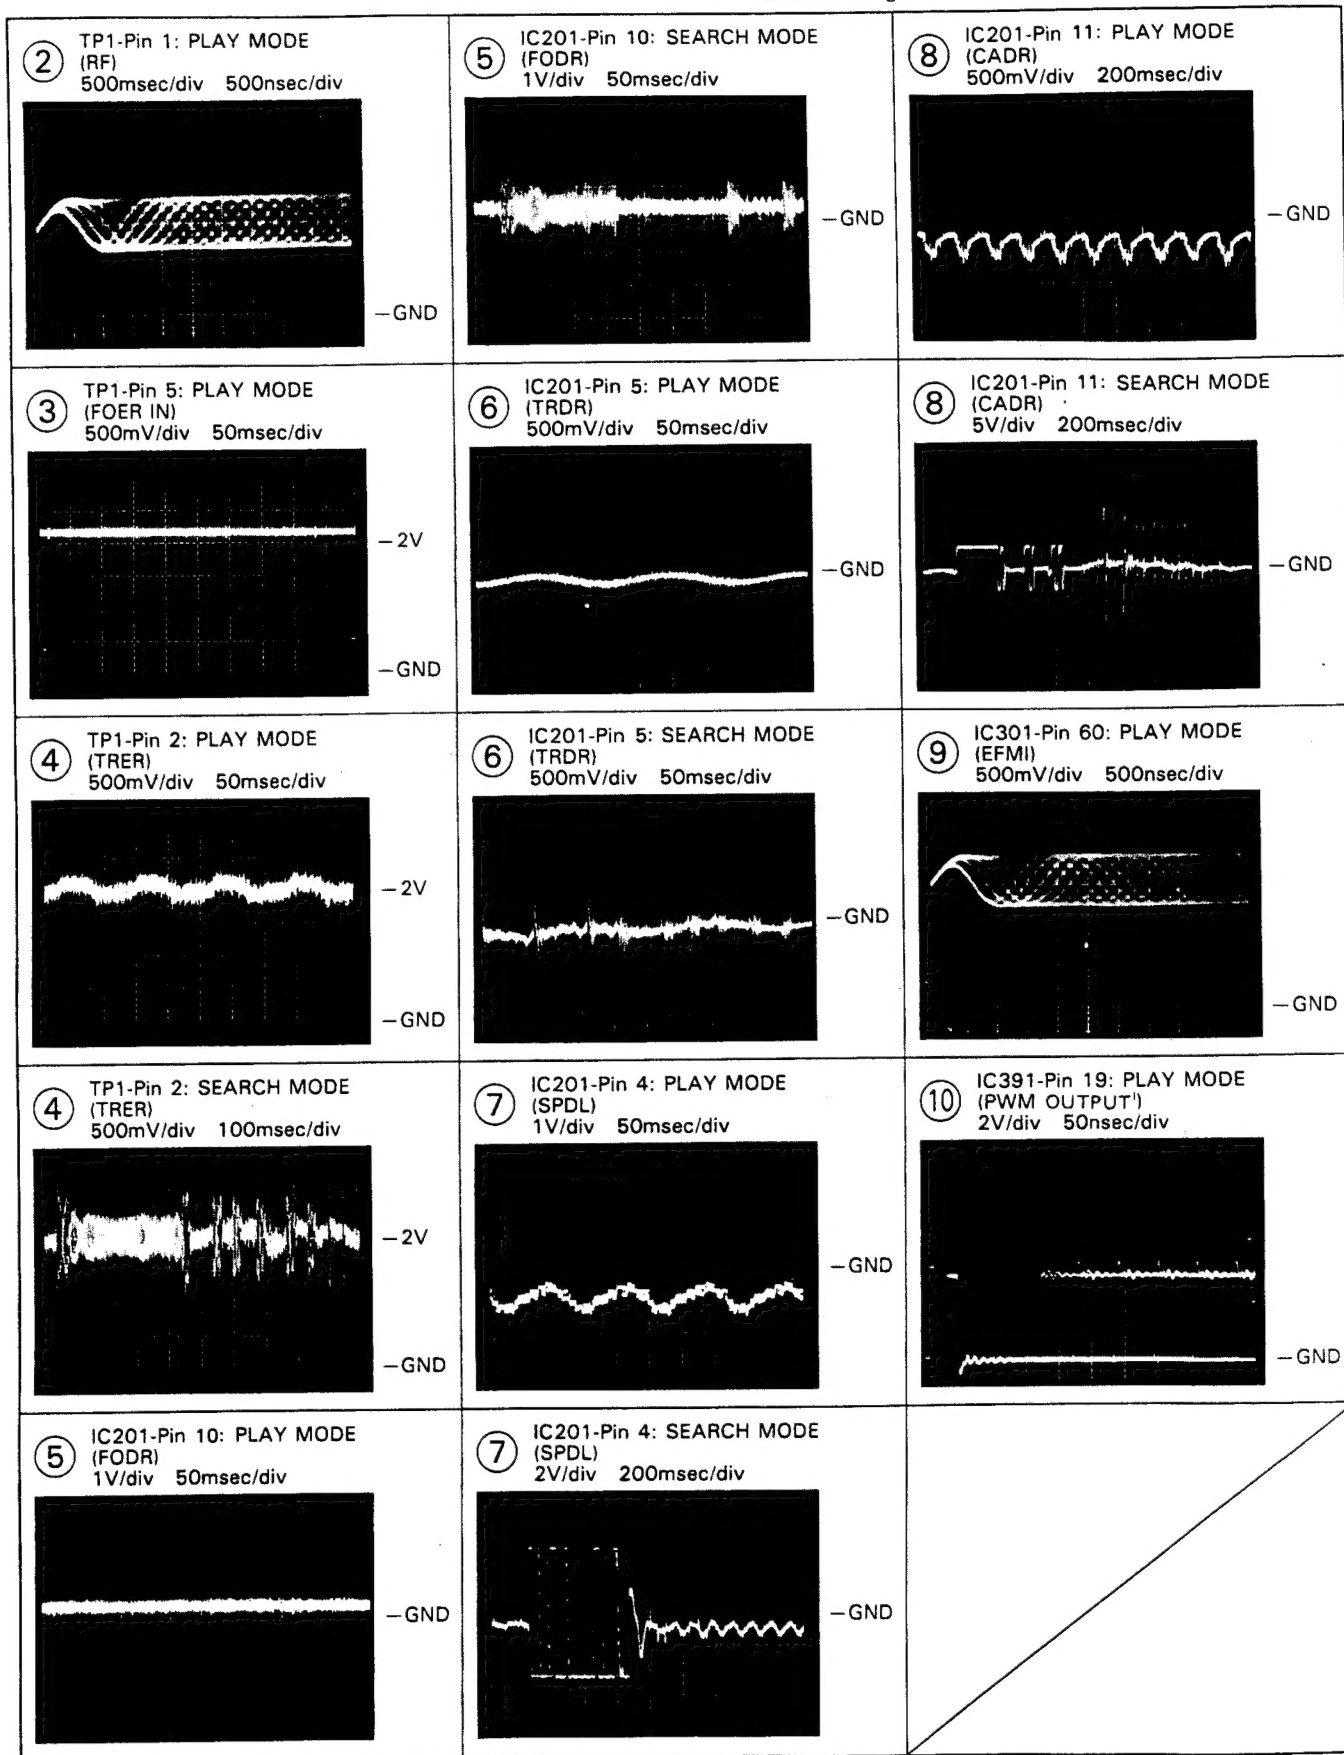 ② TP1-Pin 1: PLAY MODE
(RF)
500msec/div 500nsec/div
-GND
③ TP1-Pin 5: PLAY MODE
(FOER IN)
500mV/div 50msec/div
-2V
-GND
④ TP1-Pin 2: PLAY MODE
(TRER)
500mV/div 50msec/div
-2V
-GND
④ TP1-Pin 2: SEARCH MODE
(TRER)
500mV/div 100msec/div
-2V
-GND
⑤ IC201-Pin 10: PLAY MODE
(FODR)
1V/div 50msec/div
-GND
⑤ IC201-Pin 10: SEARCH MODE
(FODR)
1V/div 50msec/div
-GND
⑥ IC201-Pin 5: PLAY MODE
(TRDR)
500mV/div 50msec/div
-GND
⑥ IC201-Pin 5: SEARCH MODE
(TRDR)
500mV/div 50msec/div
-GND
⑦ IC201-Pin 4: PLAY MODE
(SPDL)
1V/div 50msec/div
-GND
⑦ IC201-Pin 4: SEARCH MODE
(SPDL)
2V/div 200msec/div
-GND
⑧ IC201-Pin 11: PLAY MODE
(CADR)
500mV/div 200msec/div
-GND
⑧ IC201-Pin 11: SEARCH MODE
(CADR)
5V/div 200msec/div
-GND
⑨ IC301-Pin 60: PLAY MODE
(EFMI)
500mV/div 500nsec/div
-GND
⑩ IC391-Pin 19: PLAY MODE
(PWM OUTPUT)
2V/div 50nsec/div
-GND